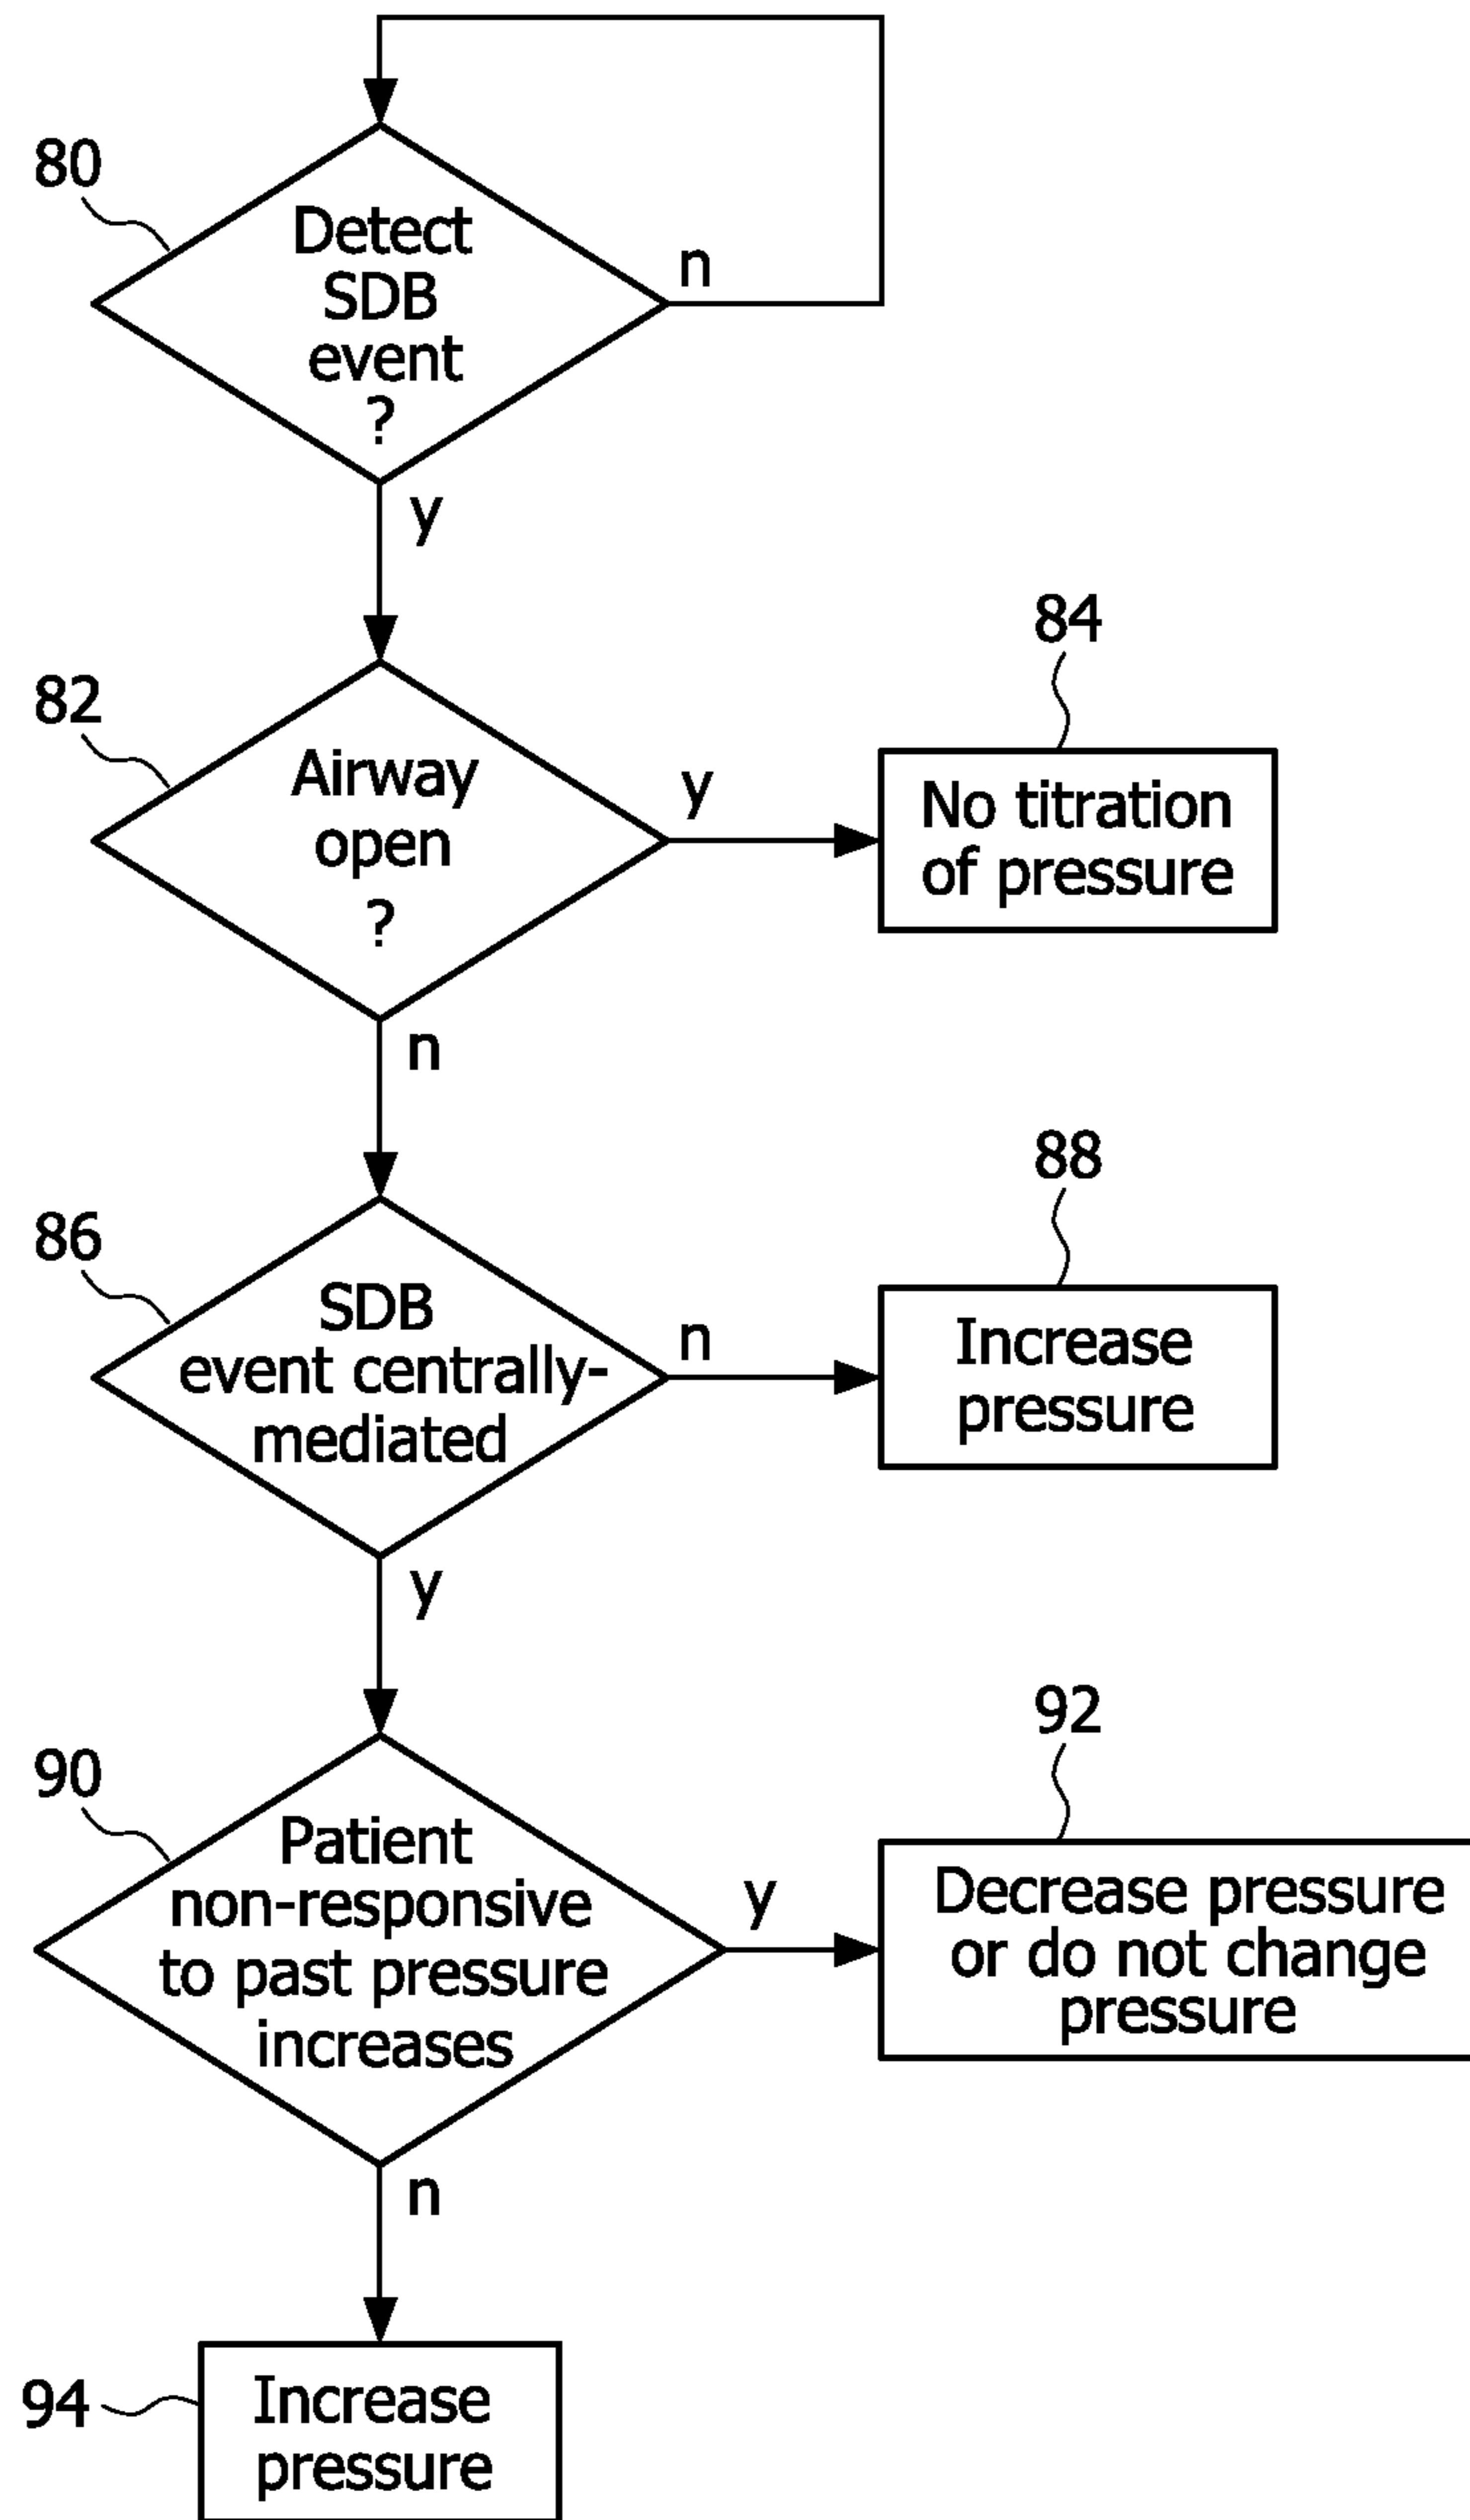 80
Detect
SDB
event
?
n
y
82
Airway
open
?
y
84
No titration
of pressure
n
86
SDB
event centrally-
mediated
n
88
Increase
pressure
y
90
Patient
non-responsive
to past pressure
increases
y
92
Decrease pressure
or do not change
pressure
n
94
Increase
pressure